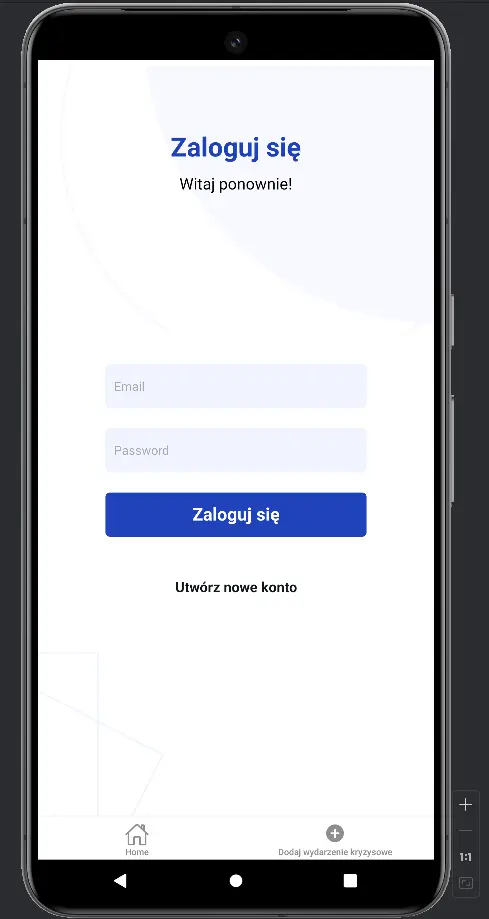 Zaloguj się
Witaj ponownie!
Email
Password
Zaloguj się
Utwórz nowe konto
Home
Dodaj wydarzenie kryzysowe
1:1